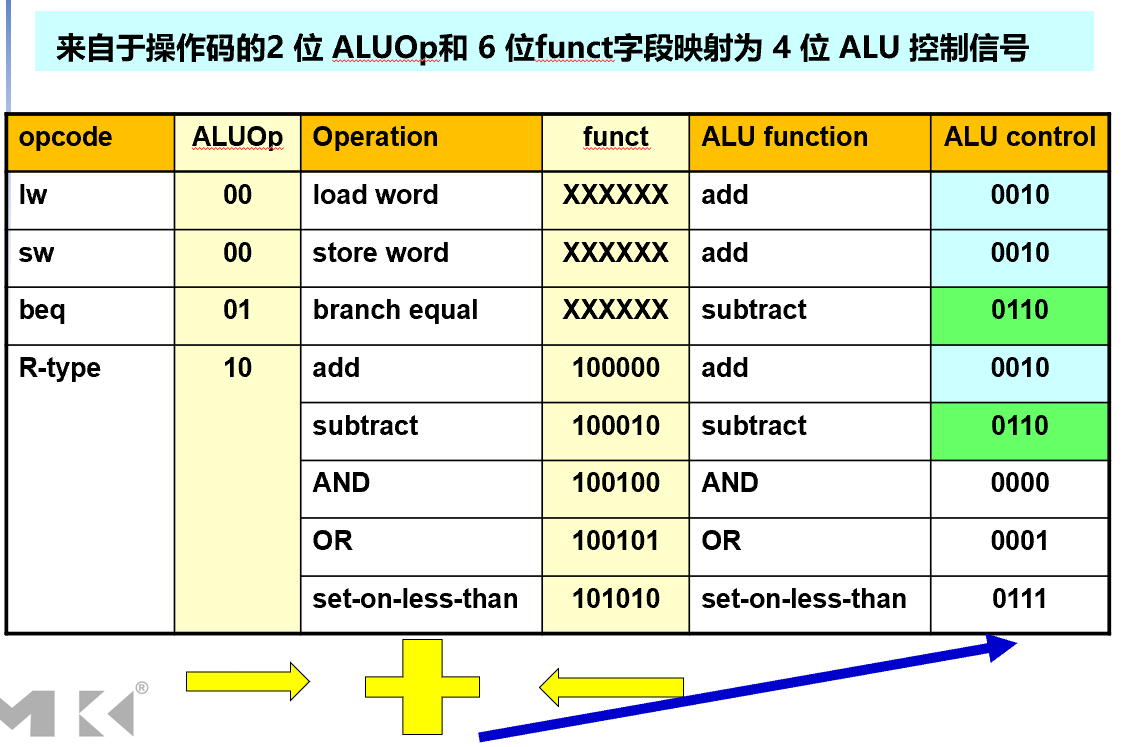 来自于操作码的2 位 ALUOp和 6 位funct字段映射为 4 位 ALU 控制信号
opcode ALUOp Operation funct ALU function ALU control
lw 00 load word XXXXXX add 0010
sw 00 store word XXXXXX add 0010
beq 01 branch equal XXXXXX subtract 0110
R-type 10 add 100000 add 0010
subtract 100010 subtract 0110
AND 100100 AND 0000
OR 100101 OR 0001
set-on-less-than 101010 set-on-less-than 0111
MK®